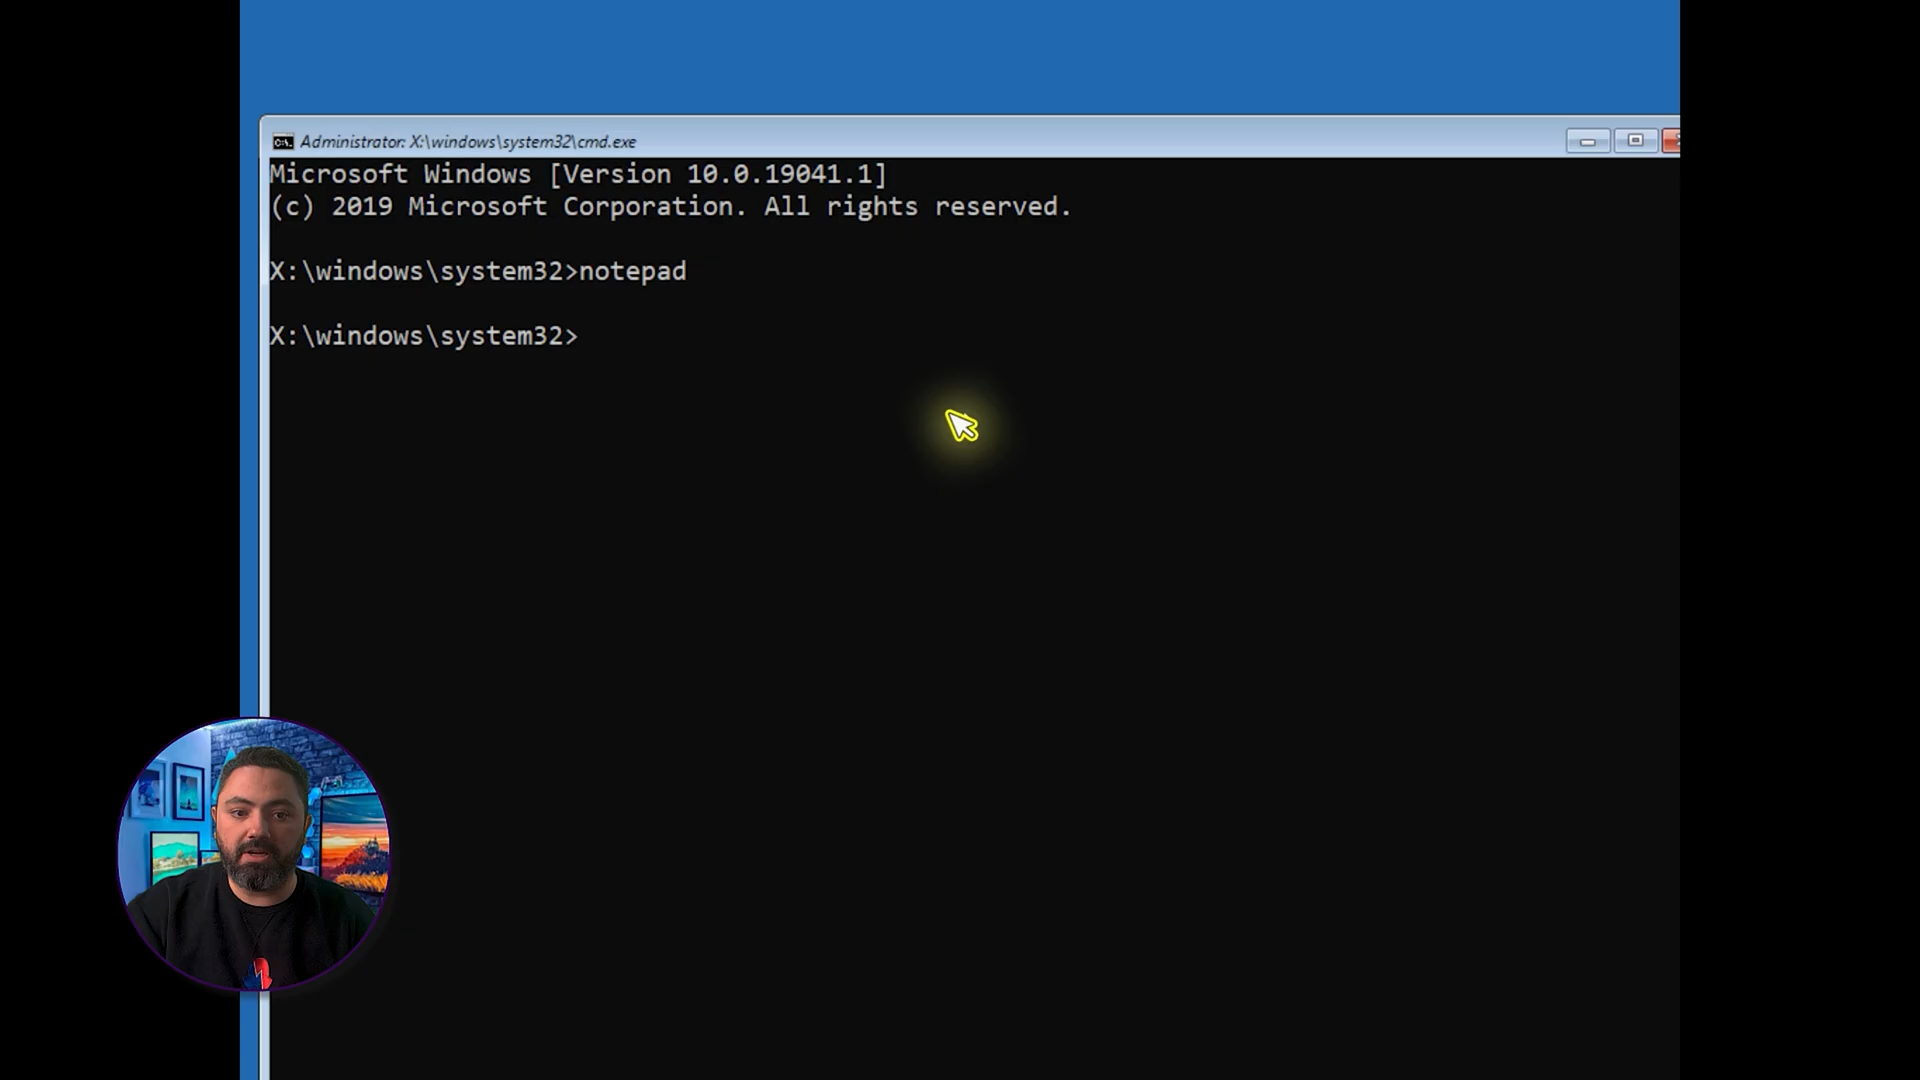 Administrator: X:\windows\system32\cmd.exe
Microsoft Windows [Version 10.0.19041.1]
(c) 2019 Microsoft Corporation. All rights reserved.
X:\windows\system32>notepad
X:\windows\system32>